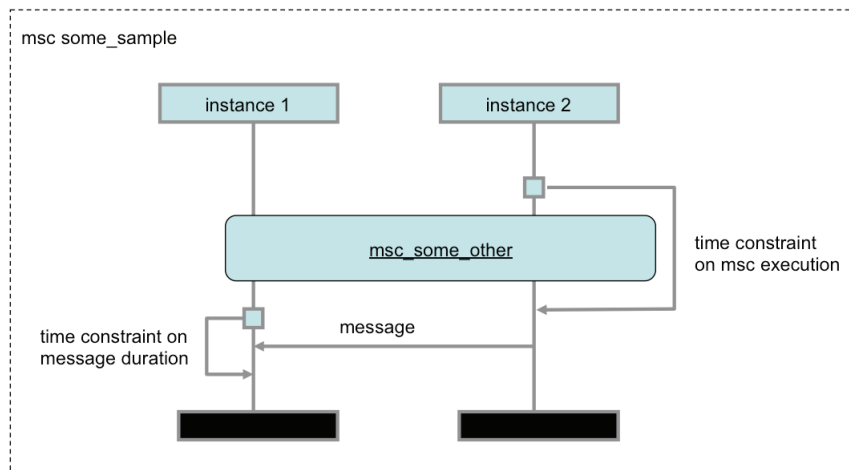 msc some_sample
instance 1
instance 2
msc_some_other
time constraint
on msc execution
time constraint on
message duration
message